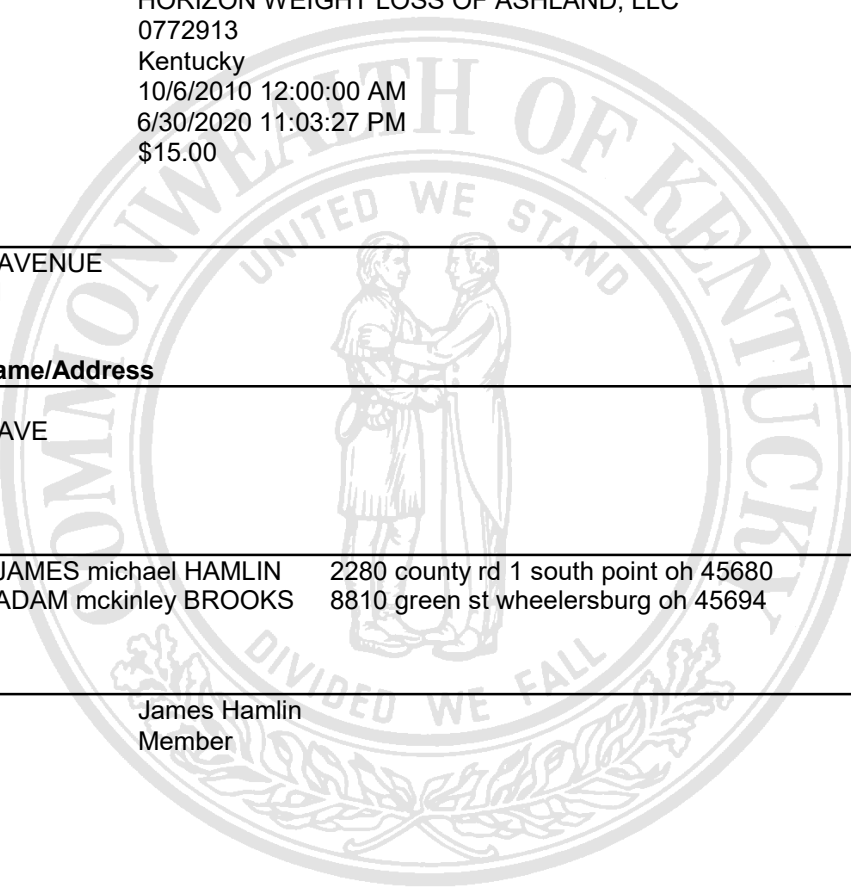 HORIZON WEIGHT LOSS OF ASHLAND, LLC
0772913
Kentucky
10/6/2010 12:00:00 AM
6/30/2020 11:03:27 PM
$15.00
AVENUE
ame/Address
AVE
JAMES michael HAMLIN 2280 county rd 1 south point oh 45680
ADAM mckinley BROOKS 8810 green st wheelersburg oh 45694
James Hamlin
Member
COMMONWEALTH OF KENTUCKY
UNITED WE STAND
DIVIDED WE FALL